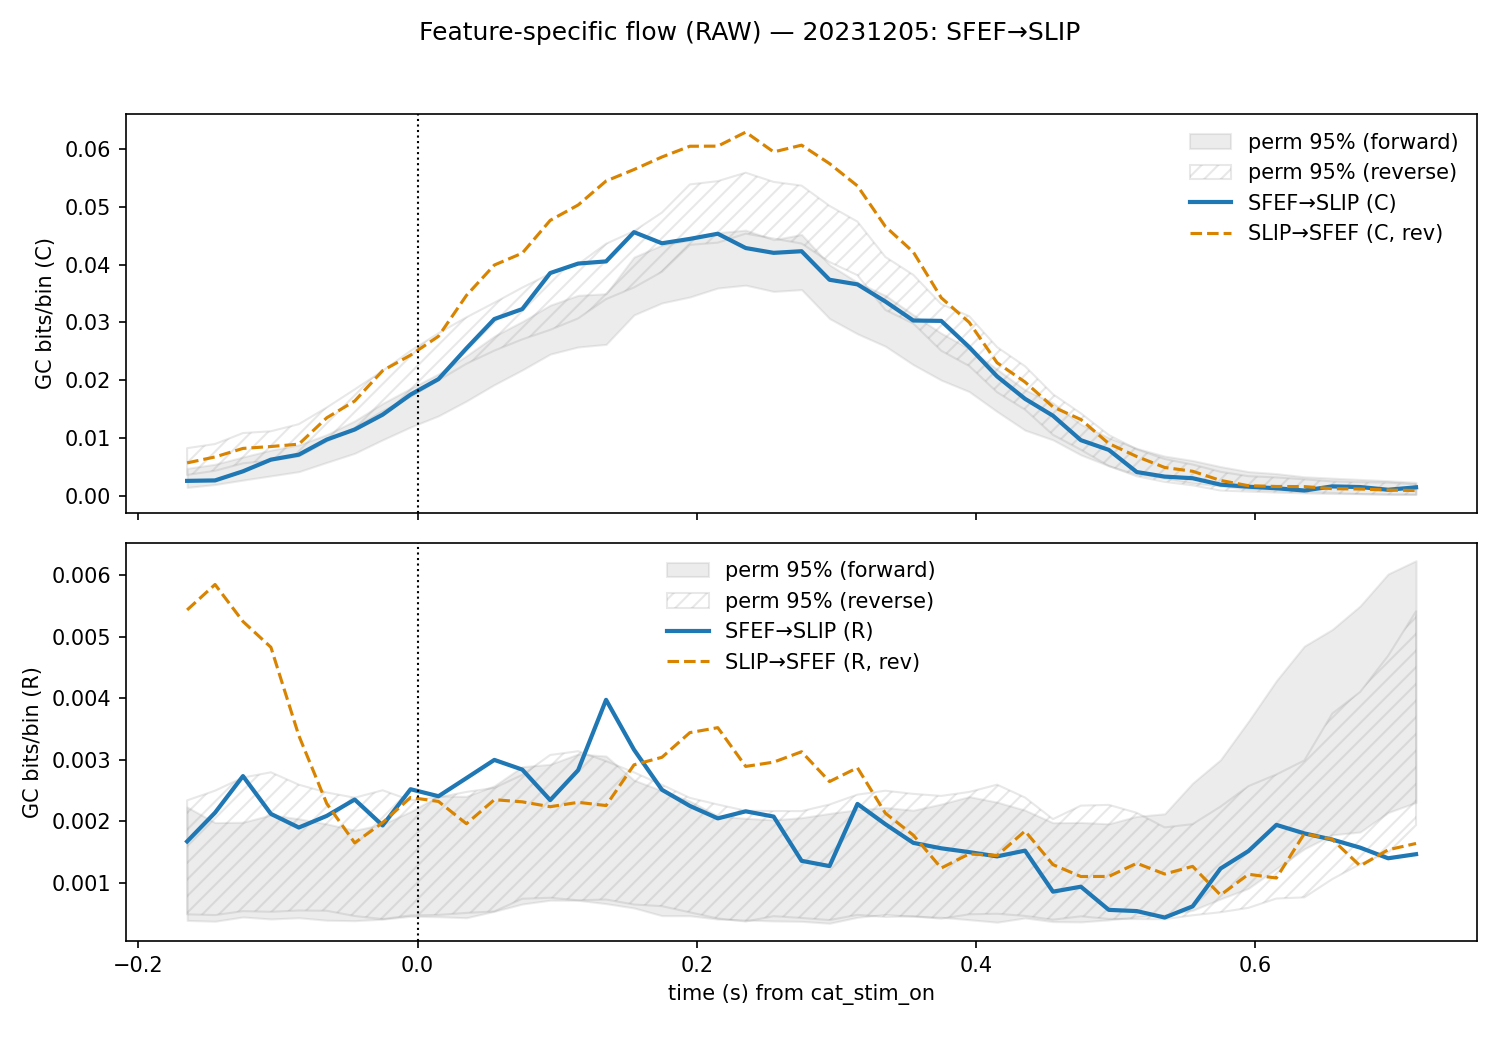 Feature-specific flow (RAW) — 20231205: SFEF→SLIP
GC bits/bin (C)
0.06
0.05
0.04
0.03
0.02
0.01
0.00
perm 95% (forward)
perm 95% (reverse)
SFEF→SLIP (C)
SLIP→SFEF (C, rev)
GC bits/bin (R)
0.006
0.005
0.004
0.003
0.002
0.001
perm 95% (forward)
perm 95% (reverse)
SFEF→SLIP (R)
SLIP→SFEF (R, rev)
−0.2 0.0 0.2 0.4 0.6
time (s) from cat_stim_on